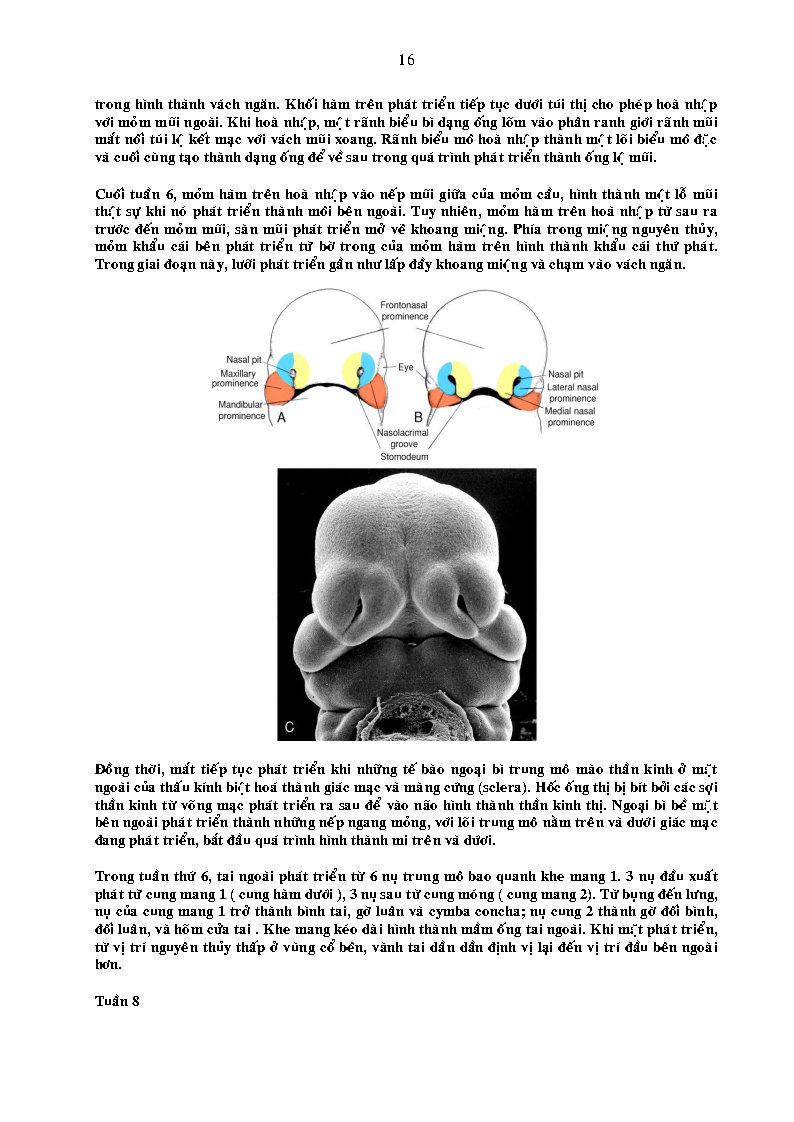 16
trong hình thành vách ngăn. Khối hàm trên phát triển tiếp tục dưới túi thị cho phép hoà nhập
với mỏm mũi ngoài. Khi hoà nhập, một rãnh biểu bì dạng ống lõm vào phân ranh giới rãnh mũi
mắt nối túi lệ kết mạc với vách mũi xoang. Rãnh biểu mô hoà nhập thành một lõi biểu mô đặc
và cuối cùng tạo thành dạng ống để về sau trong quá trình phát triển thành ống lệ mũi.
Cuối tuần 6, mỏm hàm trên hoà nhập vào nếp mũi giữa của mỏm cầu, hình thành một lỗ mũi
thật sự khi nó phát triển thành môi bên ngoài. Tuy nhiên, mỏm hàm trên hoà nhập từ sau ra
trước đến mỏm mũi, sàn mũi phát triển mở về khoang miệng. Phía trong miệng nguyên thủy,
mỏm khẩu cái bên phát triển từ bờ trong của mỏm hàm trên hình thành khẩu cái thứ phát.
Trong giai đoạn này, lưỡi phát triển gần như lấp đầy khoang miệng và chạm vào vách ngăn.
Frontonasal
prominence
Nasal pit
Maxillary
prominence
Mandibular
prominence
A
Eye
B
Nasolacrimal
groove
Stomodeum
Nasal pit
Lateral nasal
prominence
Medial nasal
prominence
C
Đồng thời, mắt tiếp tục phát triển khi những tế bào ngoại bì trung mô mào thần kinh ở mặt
ngoài của thấu kính biệt hoá thành giác mạc và màng cứng (sclera). Hốc ống thị bị bít bởi các sợi
thần kinh từ võng mạc phát triển ra sau để vào não hình thành thần kinh thị. Ngoại bì bề mặt
bên ngoài phát triển thành những nếp ngang mỏng, với lõi trung mô nằm trên và dưới giác mạc
đang phát triển, bắt đầu quá trình hình thành mi trên và dưới.
Trong tuần thứ 6, tai ngoài phát triển từ 6 nụ trung mô bao quanh khe mang 1. 3 nụ đầu xuất
phát từ cung mang 1 ( cung hàm dưới ), 3 nụ sau từ cung móng ( cung mang 2). Từ bụng đến lưng,
nụ của cung mang 1 trở thành bình tai, gờ luân và cymba concha; nụ cung 2 thành gờ đối bình,
đối luân, và hõm cửa tai . Khe mang kéo dài hình thành mầm ống tai ngoài. Khi mặt phát triển,
từ vị trí nguyên thủy thấp ở vùng cổ bên, vành tai dần dần định vị lại đến vị trí đầu bên ngoài
hơn.
Tuần 8